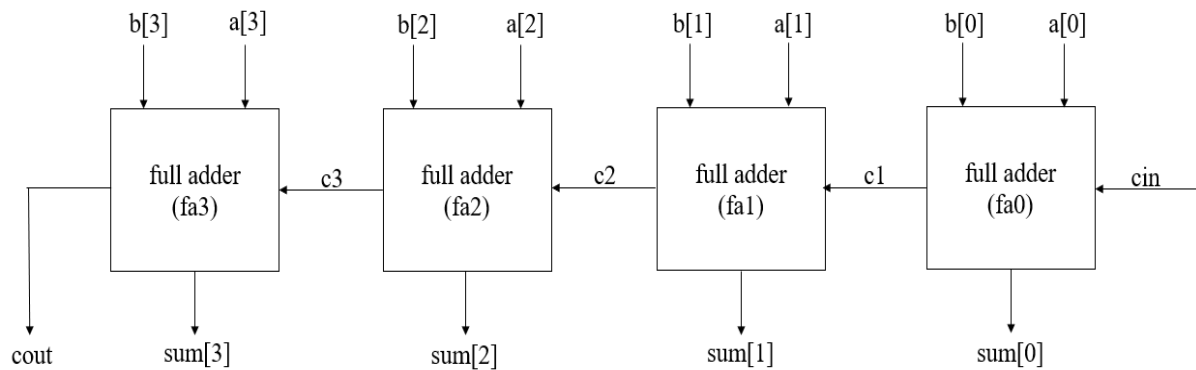 b[3] a[3] b[2] a[2] b[1] a[1] b[0] a[0]
full adder
(fa3)
c3
full adder
(fa2)
c2
full adder
(fa1)
c1
full adder
(fa0)
cin
cout sum[3] sum[2] sum[1] sum[0]